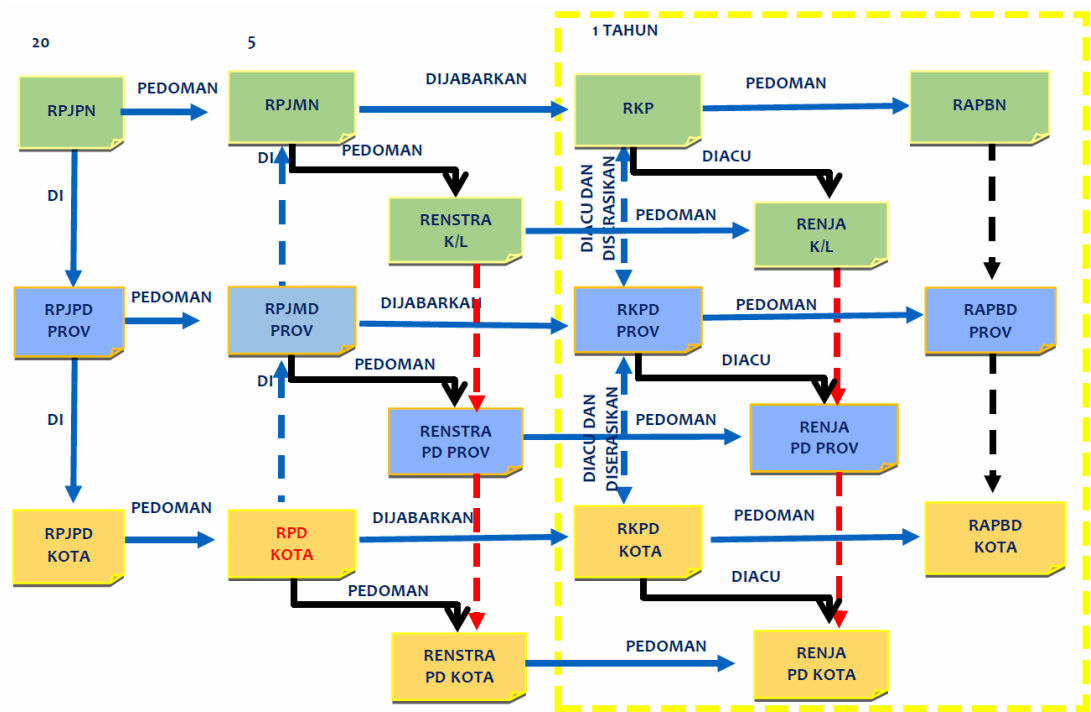 20
5
1 TAHUN
RPJPN
PEDOMAN
RPJMN
DIJABARKAN
RKP
PEDOMAN
RAPBN
DI
DI
PEDOMAN
DIACU DAN
DISERASIKAN
DIACU
RENSTRA
K/L
PEDOMAN
RENJA
K/L
RPJPD
PROV
PEDOMAN
RPJMD
PROV
DIJABARKAN
RKPD
PROV
PEDOMAN
RAPBD
PROV
DI
DI
PEDOMAN
DIACU DAN
DISERASIKAN
DIACU
RENSTRA
PD PROV
PEDOMAN
RENJA
PD PROV
RPJPD
KOTA
PEDOMAN
RPD
KOTA
DIJABARKAN
RKPD
KOTA
PEDOMAN
RAPBD
KOTA
PEDOMAN
DIACU
RENSTRA
PD KOTA
PEDOMAN
RENJA
PD KOTA